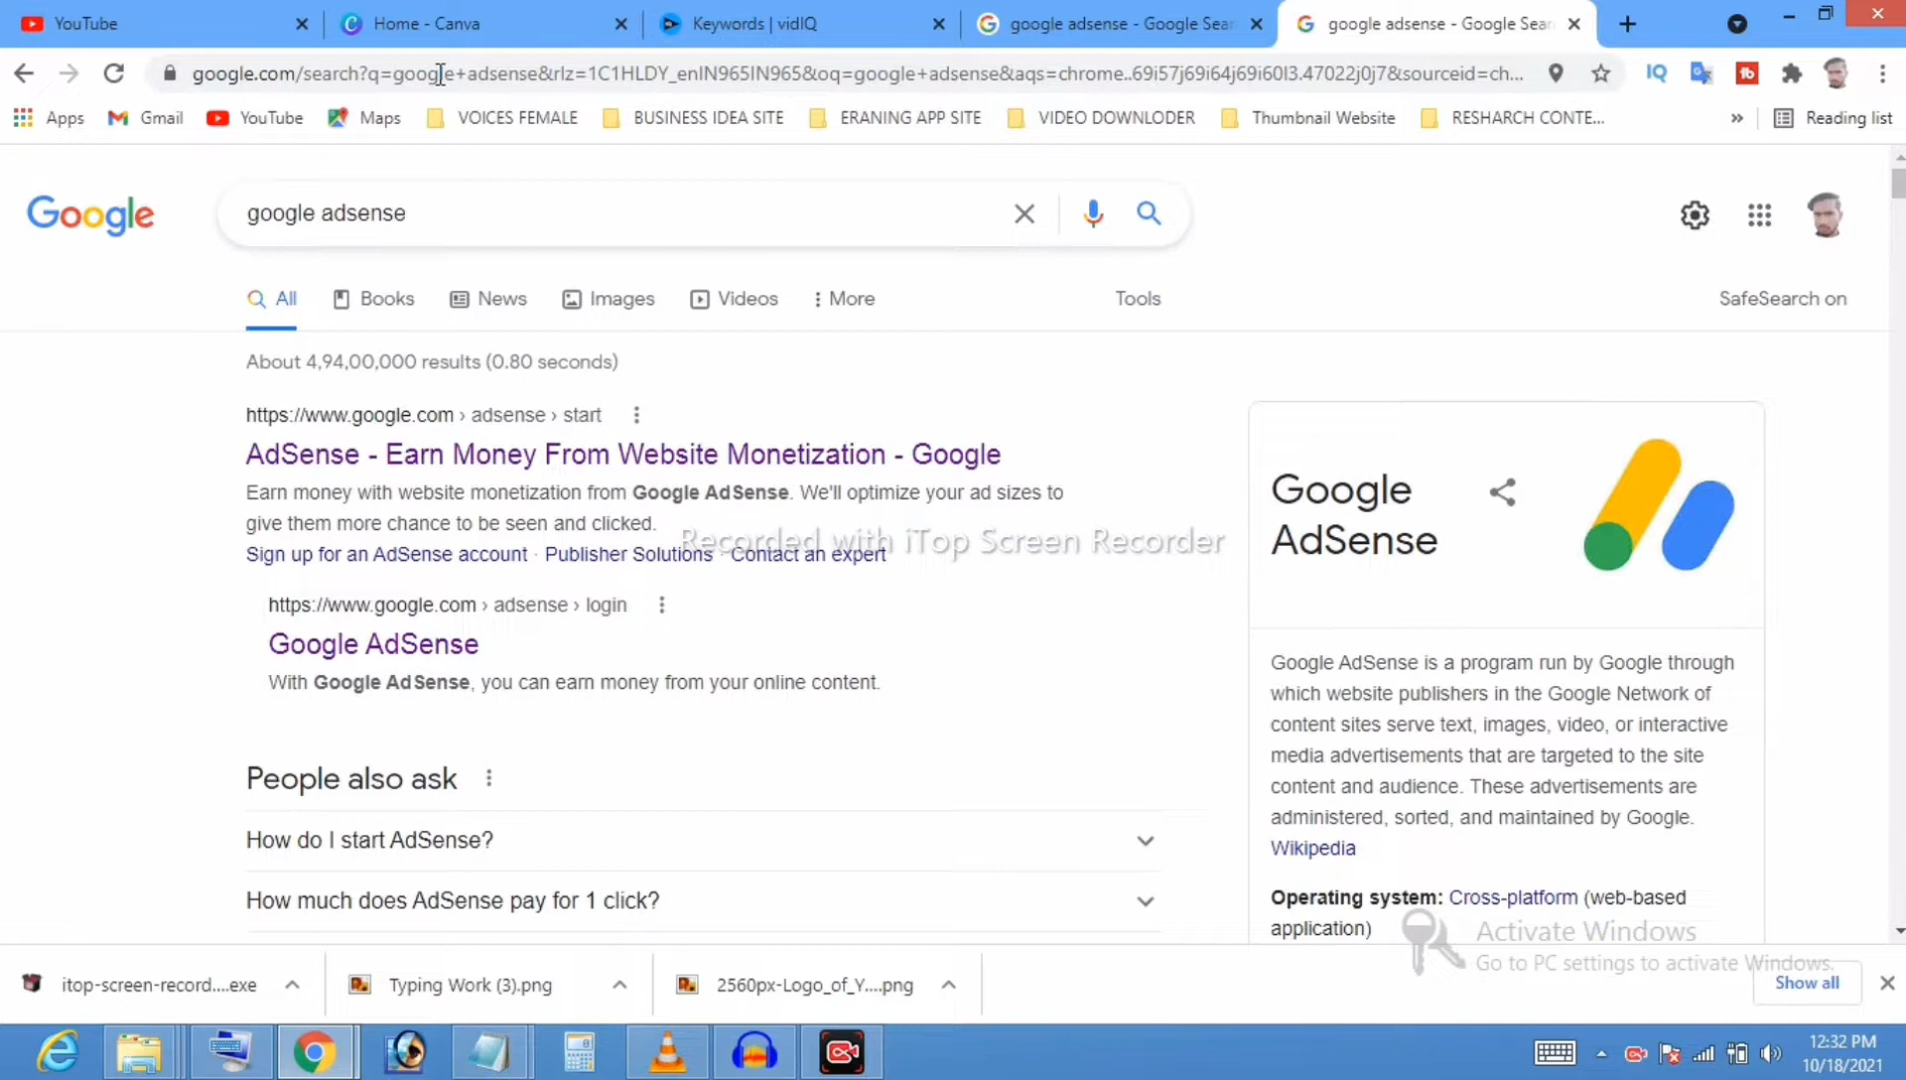 YouTube
Home - Canva
Keywords | vidIQ
google adsense - Google Sear
google adsense - Google Sear
google.com/search?q=google+adsense&rlz=1C1HLDY_enIN965IN965&oq=google+adsense&aqs=chrome..69i57j69i64j69i60l3.47022j0j7&sourceid=ch...
IQ
Apps
Gmail
YouTube
Maps
VOICES FEMALE
BUSINESS IDEA SITE
ERANING APP SITE
VIDEO DOWNLODER
Thumbnail Website
RESHARCH CONTE...
»
Reading list
Google
google adsense
All
Books
News
Images
Videos
More
Tools
SafeSearch on
About 4,94,00,000 results (0.80 seconds)
https://www.google.com › adsense › start
AdSense - Earn Money From Website Monetization - Google
Earn money with website monetization from Google AdSense. We'll optimize your ad sizes to
give them more chance to be seen and clicked.
Sign up for an AdSense account · Publisher Solutions · Contact an expert
Recorded with iTop Screen Recorder
https://www.google.com › adsense › login
Google AdSense
With Google AdSense, you can earn money from your online content.
People also ask
How do I start AdSense?
How much does AdSense pay for 1 click?
Google
AdSense
Google AdSense is a program run by Google through
which website publishers in the Google Network of
content sites serve text, images, video, or interactive
media advertisements that are targeted to the site
content and audience. These advertisements are
administered, sorted, and maintained by Google.
Wikipedia
Operating system: Cross-platform (web-based
application)
Activate Windows
Go to PC settings to activate Windows.
itop-screen-record....exe
Typing Work (3).png
2560px-Logo_of_Y....png
Show all
12:32 PM
10/18/2021